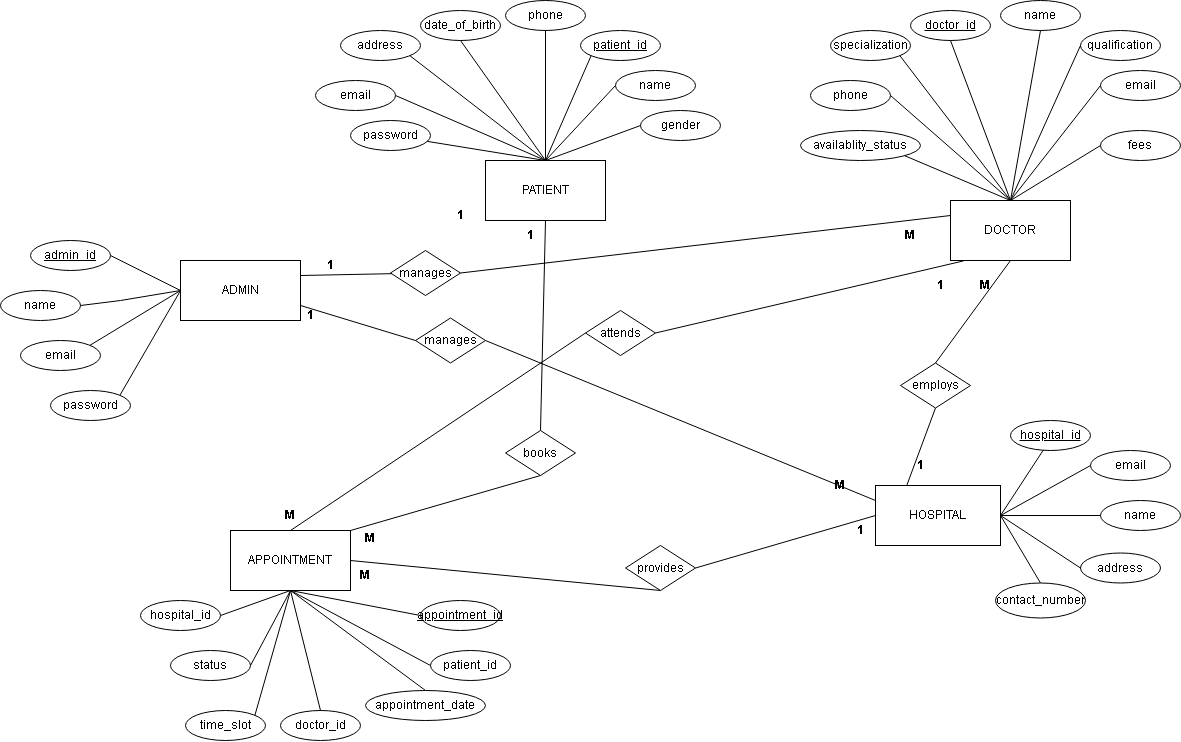 phone
name
date_of_birth
doctor_id
address
patient_id
specialization
qualification
email
name
phone
email
password
gender
availablity_status
fees
PATIENT
1
1
DOCTOR
M
admin_id
1
manages
ADMIN
1
M
name
1
manages
attends
email
employs
password
hospital_id
books
1
email
M
M
HOSPITAL
name
M
1
APPOINTMENT
M
provides
address
contact_number
hospital_id
appointment_id
status
patient_id
appointment_date
time_slot
doctor_id